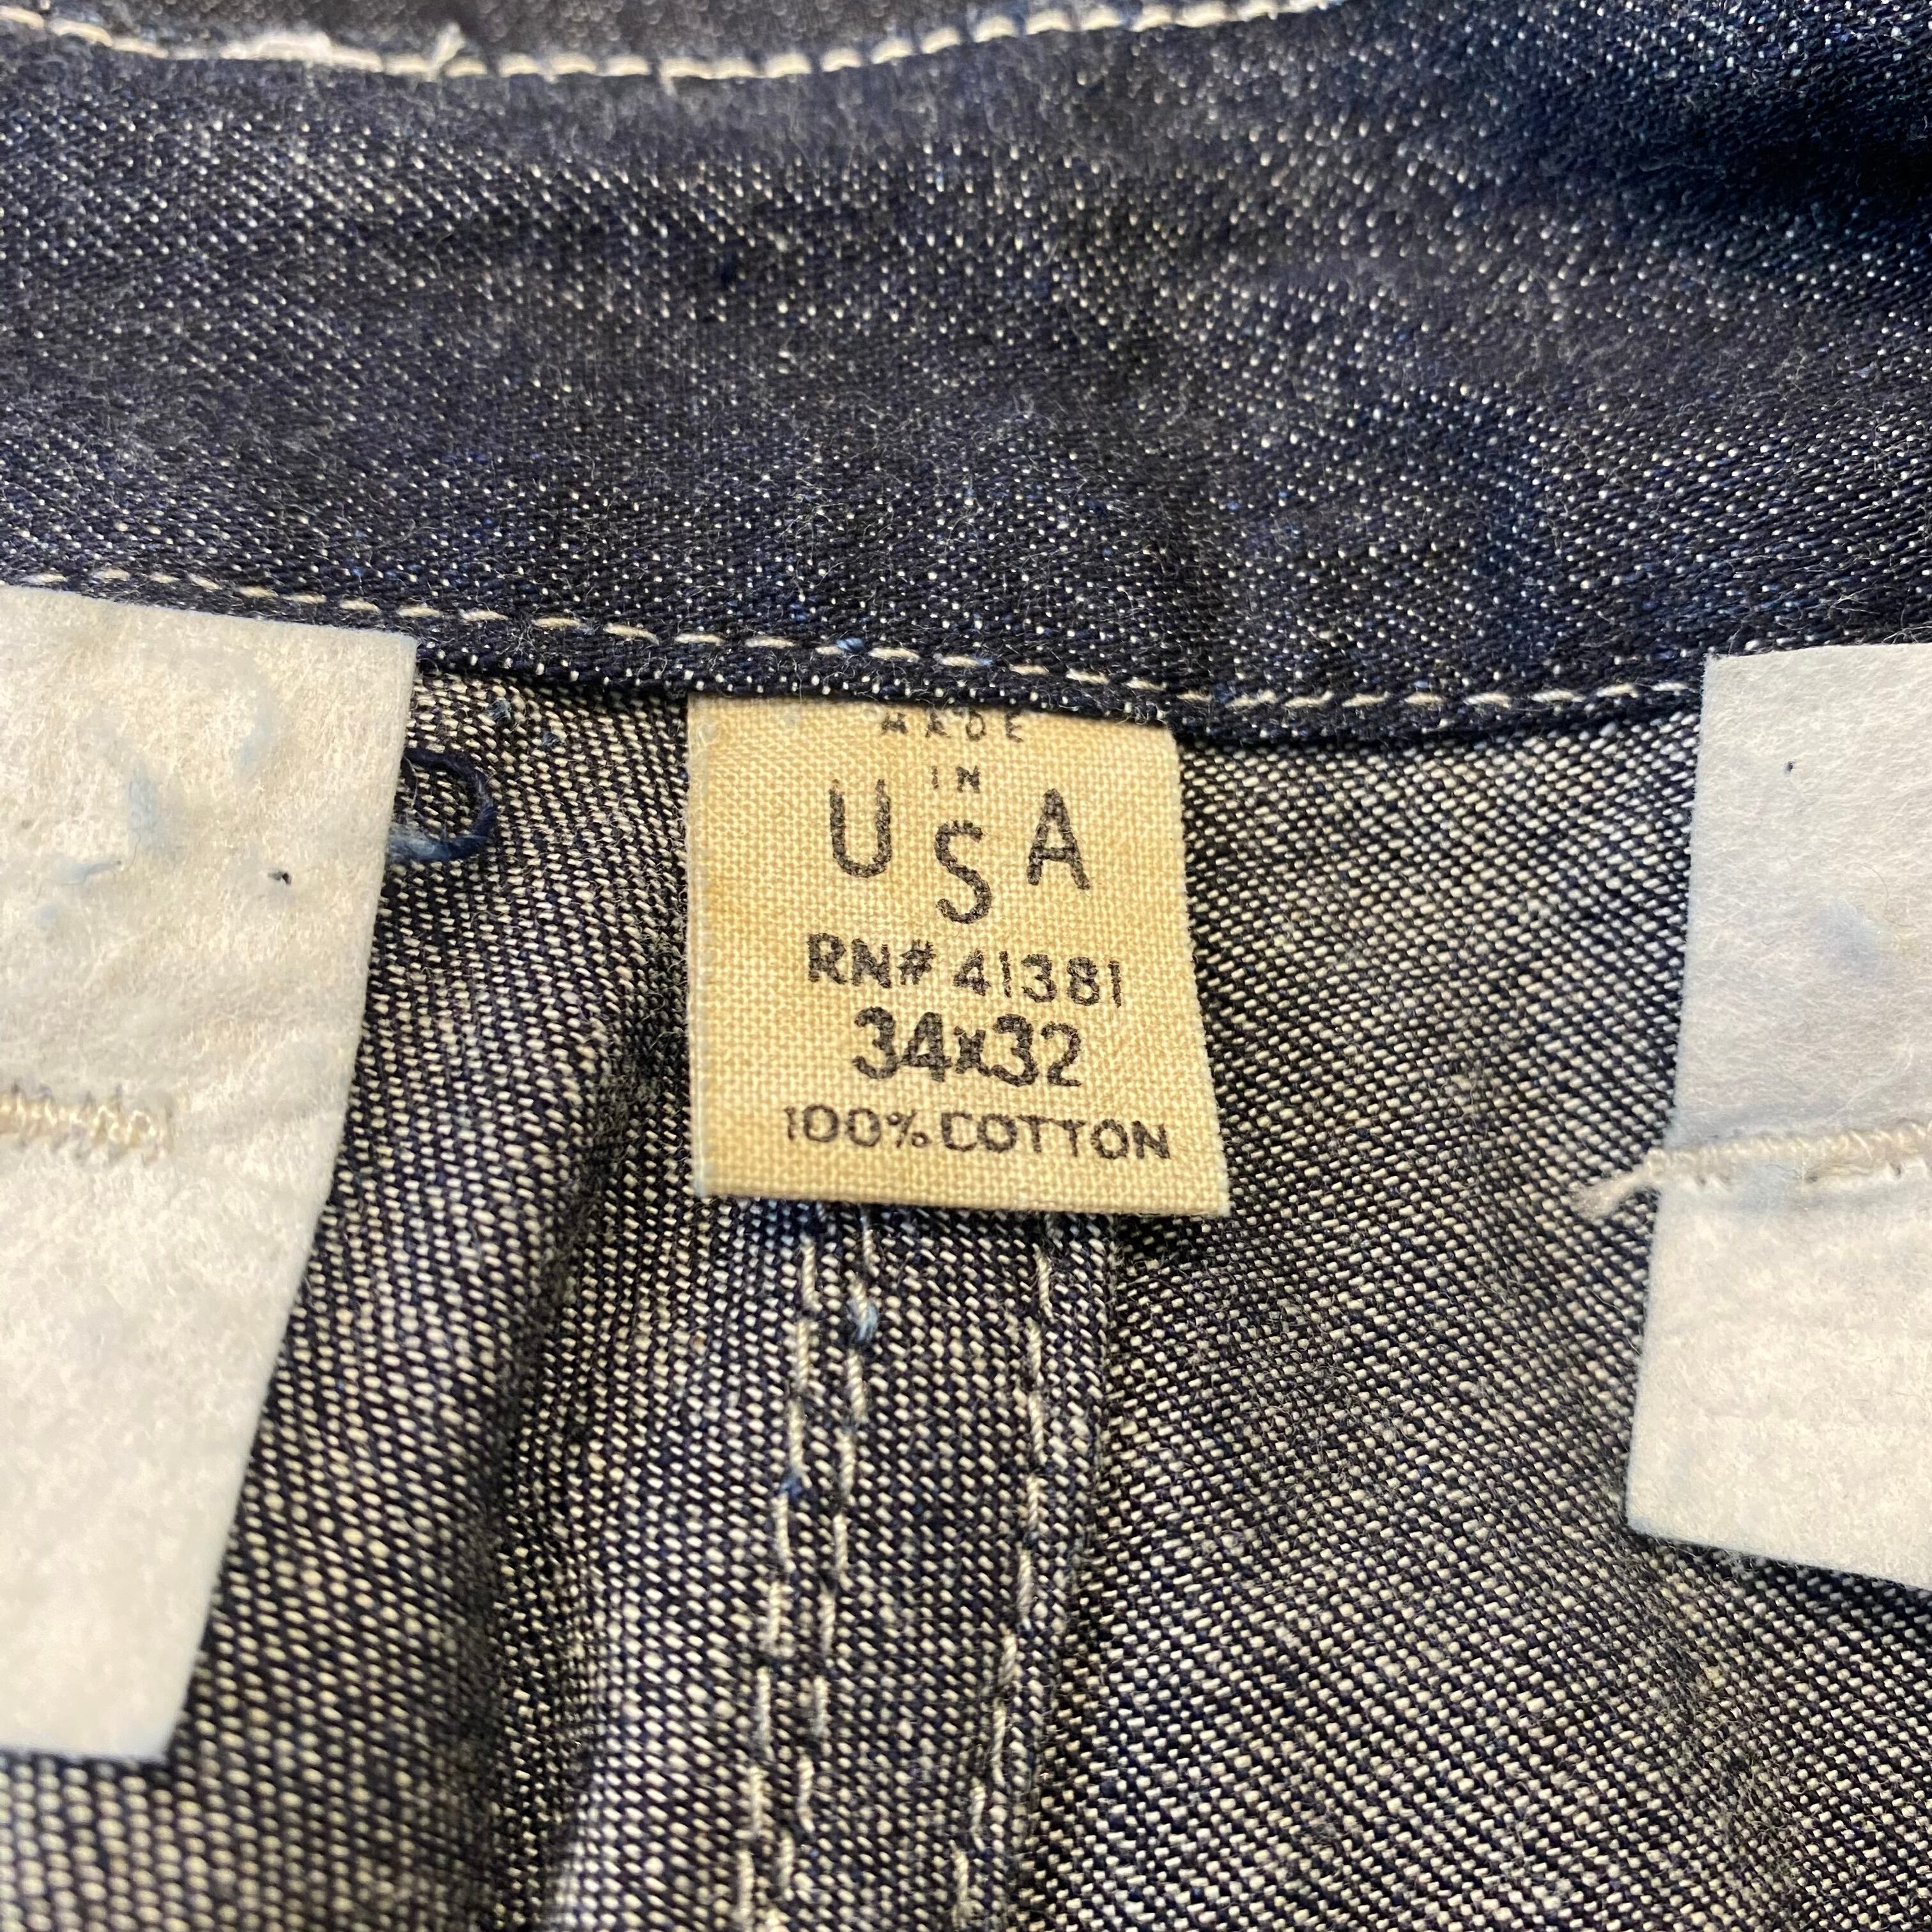 MADE
IN
USA
RN# 41381
34x32
100% COTTON